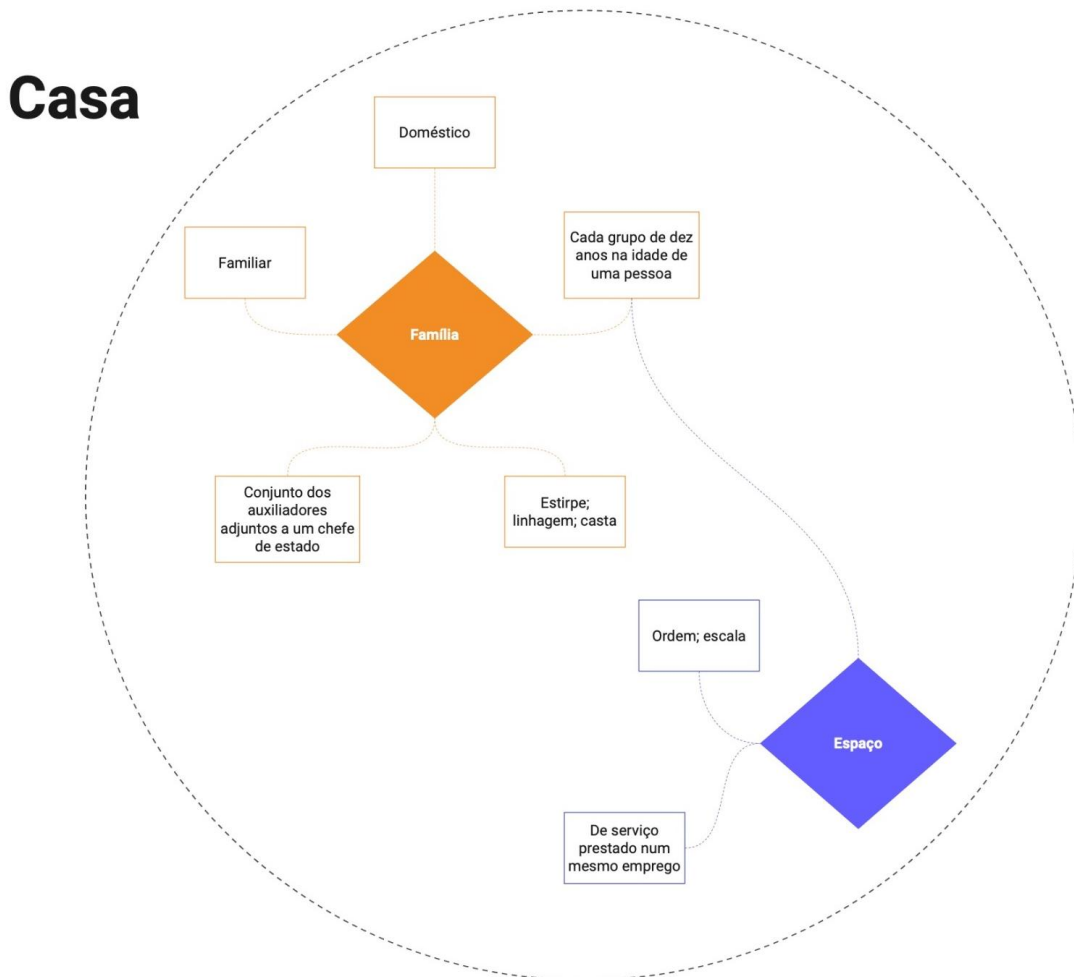 Casa
Doméstico
Familiar
Cada grupo de dez
anos na idade de
uma pessoa
Família
Conjunto dos
auxiliadores
adjuntos a um chefe
de estado
Estirpe;
linhagem; casta
Ordem; escala
Espaço
De serviço
prestado num
mesmo emprego